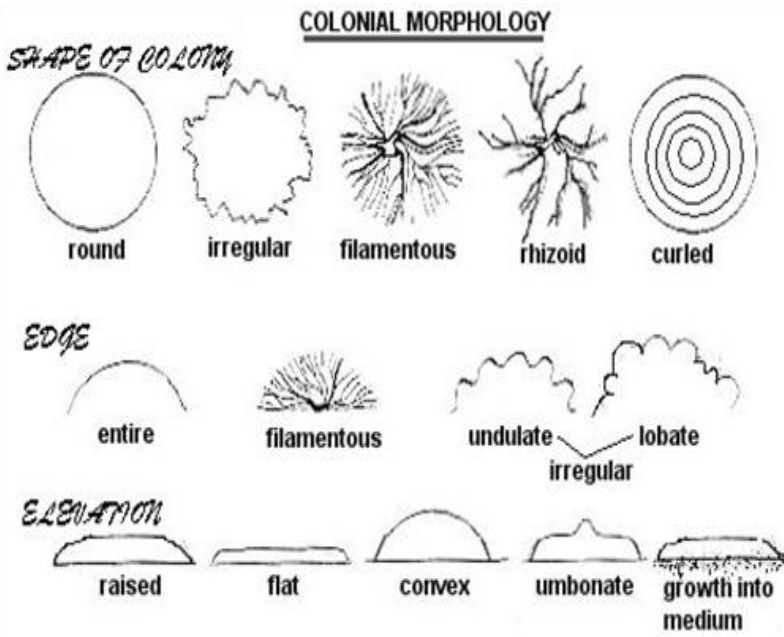 COLONIAL MORPHOLOGY
SHAPE OF COLONY
round irregular filamentous rhizoid curled
EDGE
entire filamentous undulate lobate
irregular
ELEVATION
raised flat convex umbonate growth into
medium